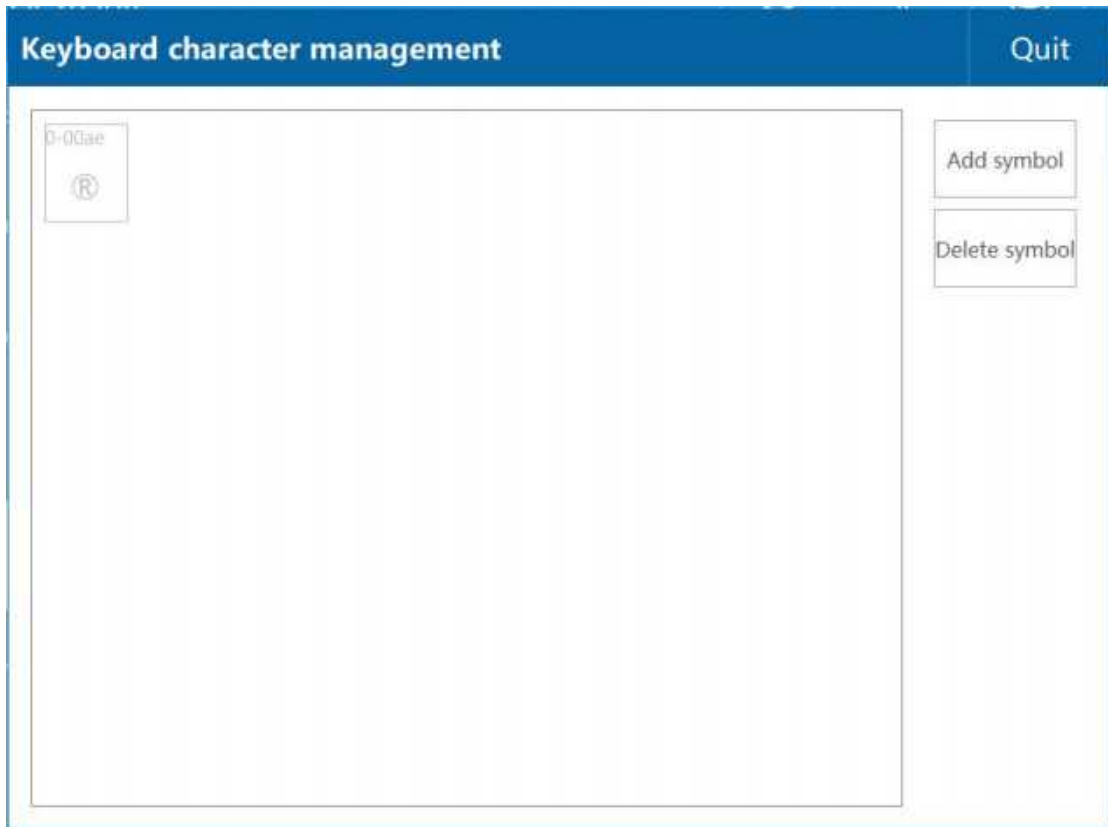 Keyboard character management
Quit
0-00ae
®
Add symbol
Delete symbol